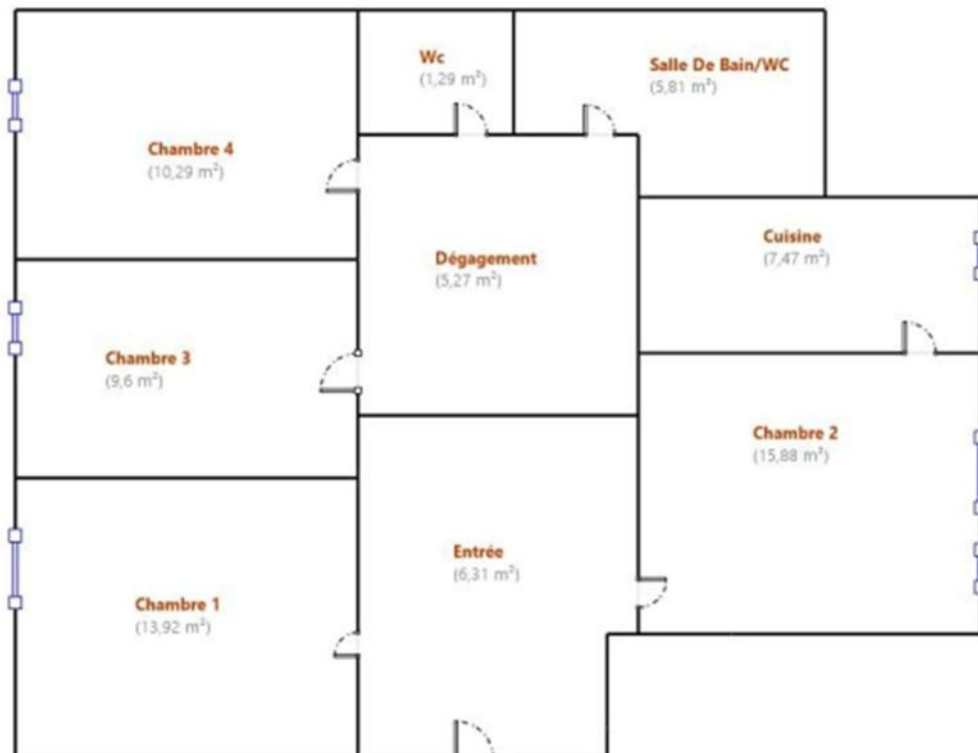 Wc
(1,29 m²)
Salle De Bain/WC
(5,81 m²)
Chambre 4
(10,29 m²)
Cuisine
(7,47 m²)
Dégagement
(5,27 m²)
Chambre 3
(9,6 m²)
Chambre 2
(15,88 m²)
Entrée
(6,31 m²)
Chambre 1
(13,92 m²)